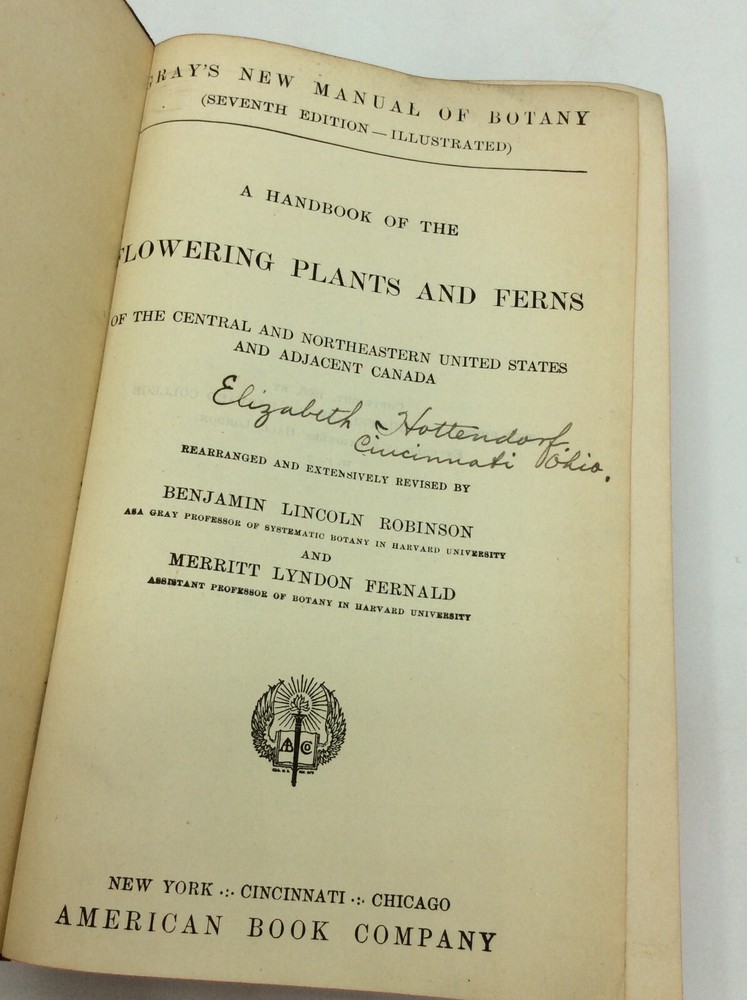 GRAY'S NEW MANUAL OF BOTANY
(SEVENTH EDITION—ILLUSTRATED)
A HANDBOOK OF THE
FLOWERING PLANTS AND FERNS
OF THE CENTRAL AND NORTHEASTERN UNITED STATES
AND ADJACENT CANADA
Elizabeth Hottendorf,
Cincinnati Ohio.
REARRANGED AND EXTENSIVELY REVISED BY
BENJAMIN LINCOLN ROBINSON
ASA GRAY PROFESSOR OF SYSTEMATIC BOTANY IN HARVARD UNIVERSITY
AND
MERRITT LYNDON FERNALD
ASSISTANT PROFESSOR OF BOTANY IN HARVARD UNIVERSITY
ABCO
NEW YORK .:. CINCINNATI .:. CHICAGO
AMERICAN BOOK COMPANY